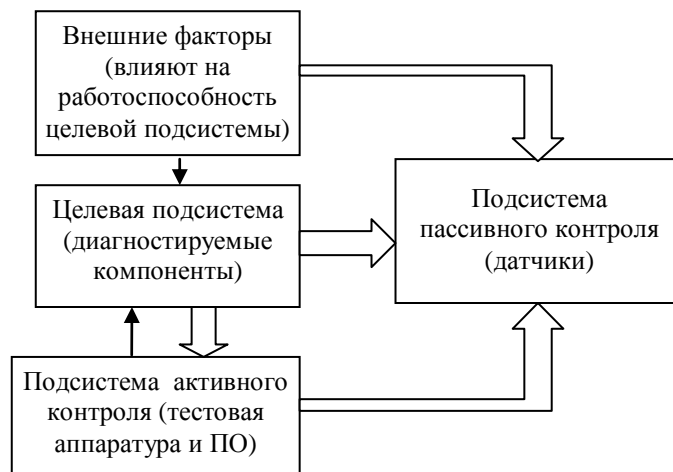 Внешние факторы
(влияют на
работоспособность
целевой подсистемы)
Целевая подсистема
(диагностируемые
компоненты)
Подсистема
пассивного контроля
(датчики)
Подсистема активного
контроля (тестовая
аппаратура и ПО)